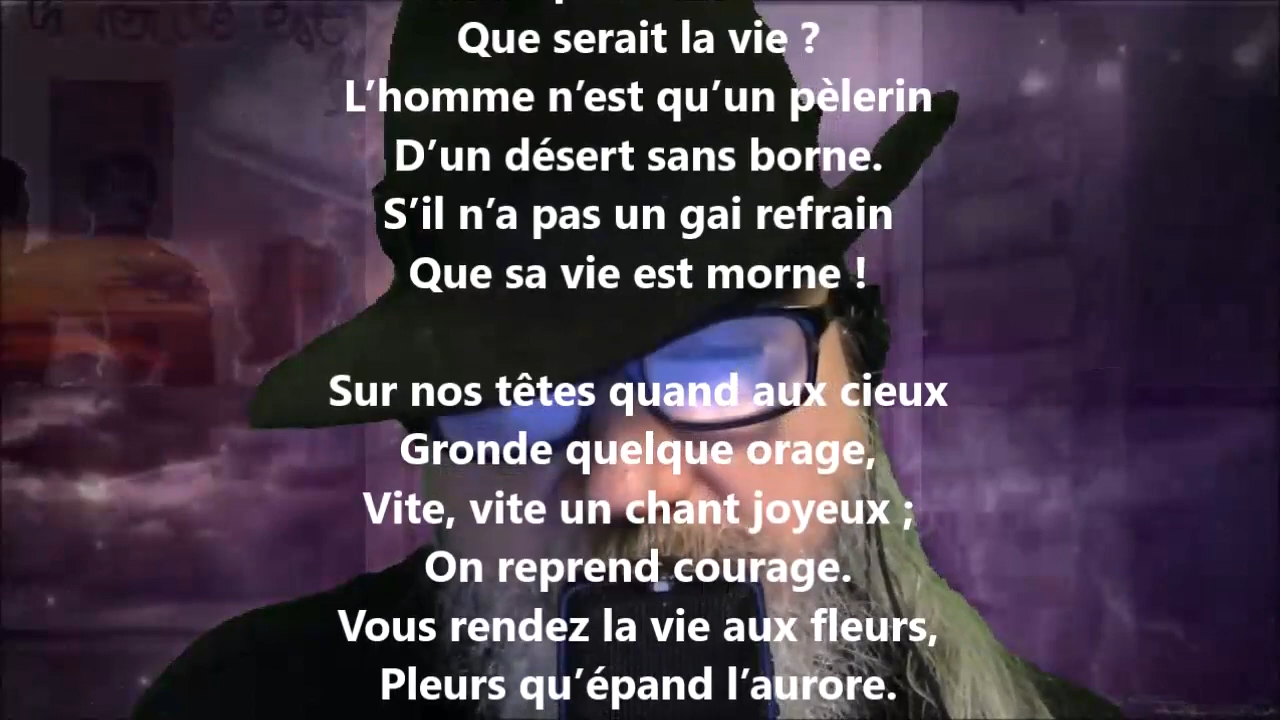 Que serait la vie ?
L’homme n’est qu’un pèlerin
D’un désert sans borne.
S’il n’a pas un gai refrain
Que sa vie est morne !
Sur nos têtes quand aux cieux
Gronde quelque orage,
Vite, vite un chant joyeux ;
On reprend courage.
Vous rendez la vie aux fleurs,
Pleurs qu’épand l’aurore.